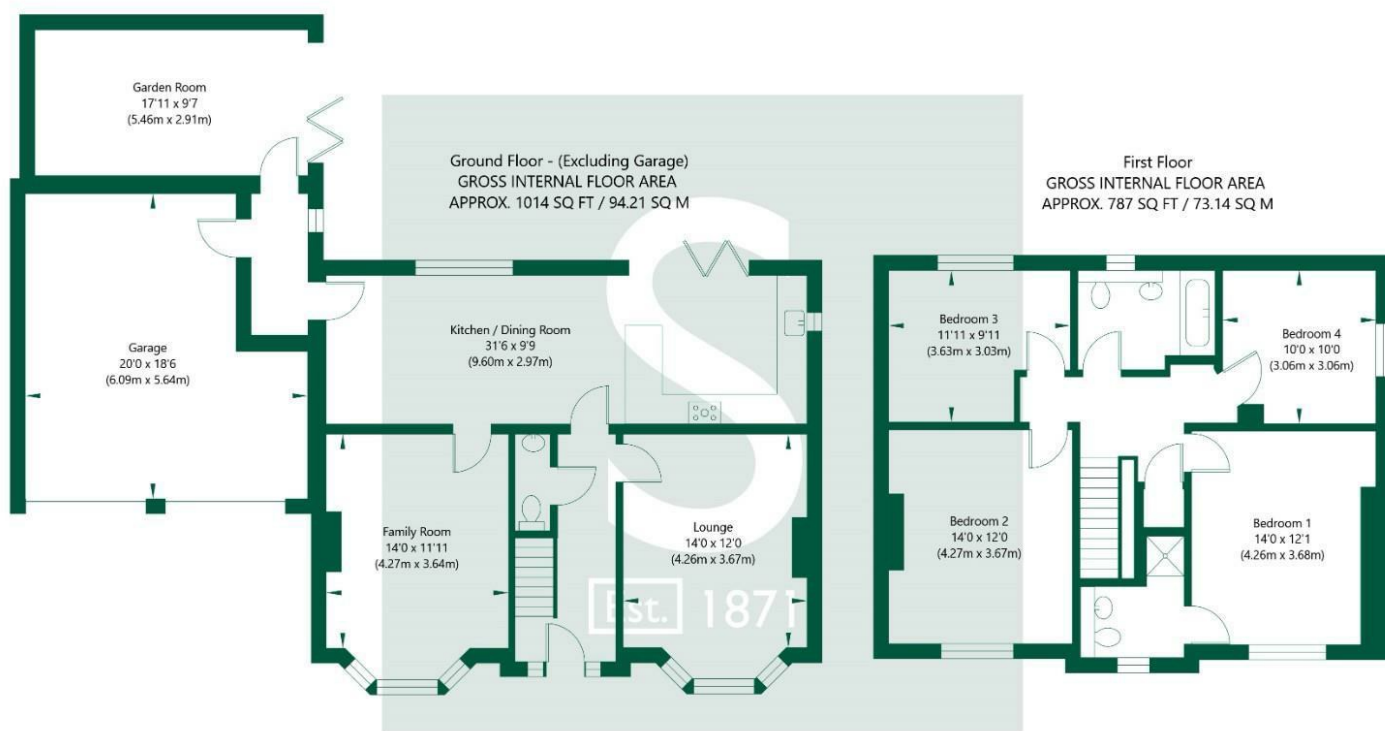 Garden Room
17'11 x 9'7
(5.46m x 2.91m)
Ground Floor - (Excluding Garage)
GROSS INTERNAL FLOOR AREA
APPROX. 1014 SQ FT / 94.21 SQ M
First Floor
GROSS INTERNAL FLOOR AREA
APPROX. 787 SQ FT / 73.14 SQ M
Garage
20'0 x 18'6
(6.09m x 5.64m)
Kitchen / Dining Room
31'6 x 9'9
(9.60m x 2.97m)
Bedroom 3
11'11 x 9'11
(3.63m x 3.03m)
Bedroom 4
10'0 x 10'0
(3.06m x 3.06m)
Family Room
14'0 x 11'11
(4.27m x 3.64m)
Lounge
14'0 x 12'0
(4.26m x 3.67m)
Bedroom 2
14'0 x 12'0
(4.27m x 3.67m)
Bedroom 1
14'0 x 12'1
(4.26m x 3.68m)
S
Est. 1871